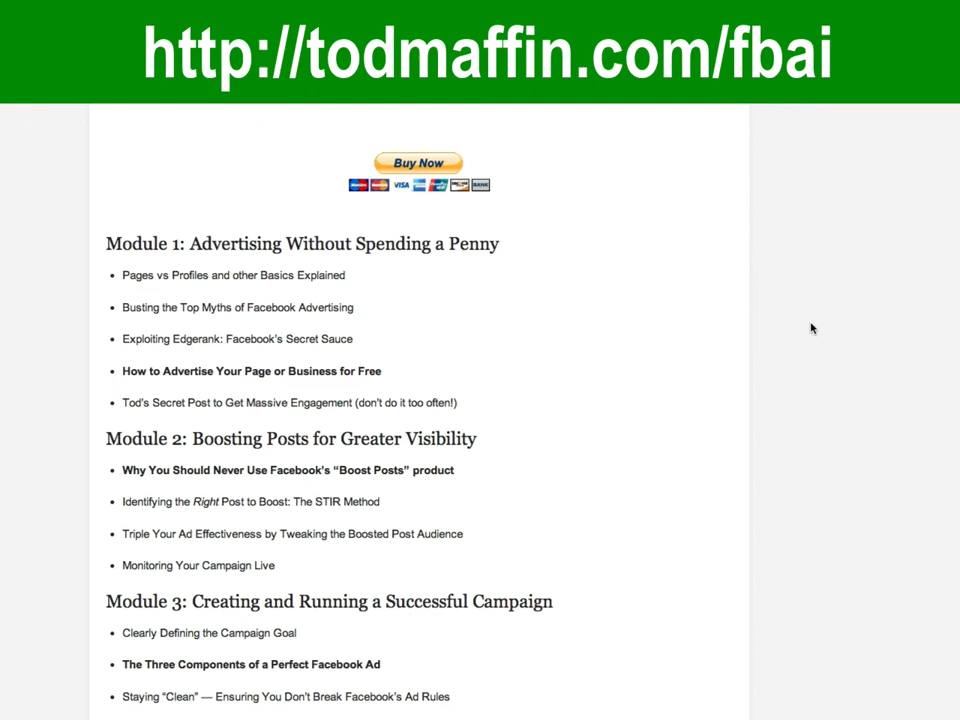 http://todmaffin.com/fbai
Buy Now
VISA
BANK
Module 1: Advertising Without Spending a Penny
• Pages vs Profiles and other Basics Explained
• Busting the Top Myths of Facebook Advertising
• Exploiting Edgerank: Facebook's Secret Sauce
• How to Advertise Your Page or Business for Free
• Tod's Secret Post to Get Massive Engagement (don't do it too often!)
Module 2: Boosting Posts for Greater Visibility
• Why You Should Never Use Facebook's “Boost Posts” product
• Identifying the Right Post to Boost: The STIR Method
• Triple Your Ad Effectiveness by Tweaking the Boosted Post Audience
• Monitoring Your Campaign Live
Module 3: Creating and Running a Successful Campaign
• Clearly Defining the Campaign Goal
• The Three Components of a Perfect Facebook Ad
• Staying “Clean” — Ensuring You Don't Break Facebook's Ad Rules